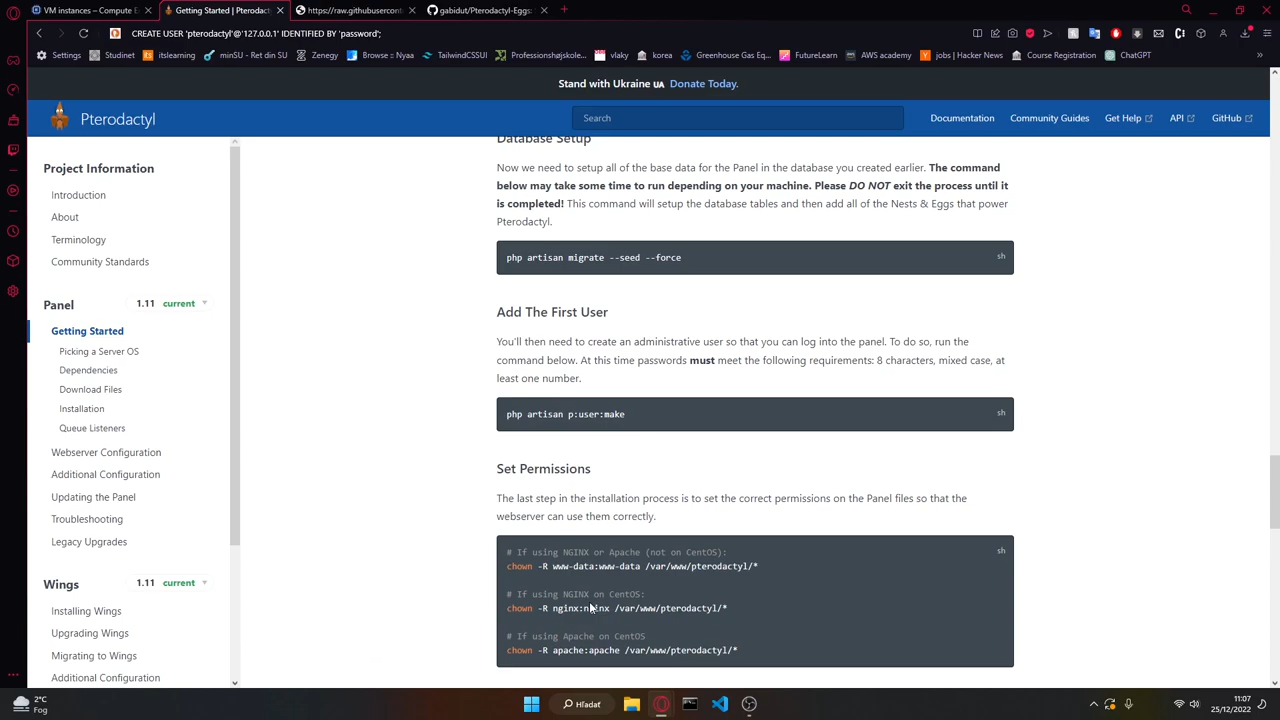 VM instances – Compute E
Getting Started | Pterodact
https://raw.githubusercont
gabidut/Pterodactyl-Eggs:
CREATE USER 'pterodactyl'@'127.0.0.1' IDENTIFIED BY 'password';
Settings
Studinet
itslearning
minSU - Ret din SU
Zenegy
Browse :: Nyaa
TailwindCSSUI
Professionshøjskole...
vlaky
korea
Greenhouse Gas Eq...
FutureLearn
AWS academy
jobs | Hacker News
Course Registration
ChatGPT
Stand with Ukraine UA Donate Today.
Pterodactyl
Search
Documentation
Community Guides
Get Help
API
GitHub
Project Information
Introduction
About
Terminology
Community Standards
Panel
1.11 current
Getting Started
Picking a Server OS
Dependencies
Download Files
Installation
Queue Listeners
Webserver Configuration
Additional Configuration
Updating the Panel
Troubleshooting
Legacy Upgrades
Wings
1.11 current
Installing Wings
Upgrading Wings
Migrating to Wings
Additional Configuration
Database Setup
Now we need to setup all of the base data for the Panel in the database you created earlier. The command
below may take some time to run depending on your machine. Please DO NOT exit the process until it
is completed! This command will setup the database tables and then add all of the Nests & Eggs that power
Pterodactyl.
php artisan migrate --seed --force
sh
Add The First User
You'll then need to create an administrative user so that you can log into the panel. To do so, run the
command below. At this time passwords must meet the following requirements: 8 characters, mixed case, at
least one number.
php artisan p:user:make
sh
Set Permissions
The last step in the installation process is to set the correct permissions on the Panel files so that the
webserver can use them correctly.
# If using NGINX or Apache (not on CentOS):
sh
chown -R www-data:www-data /var/www/pterodactyl/*
# If using NGINX on CentOS:
chown -R nginx:nginx /var/www/pterodactyl/*
# If using Apache on CentOS
chown -R apache:apache /var/www/pterodactyl/*
2°C
Fog
Hľadať
11:07
25/12/2022